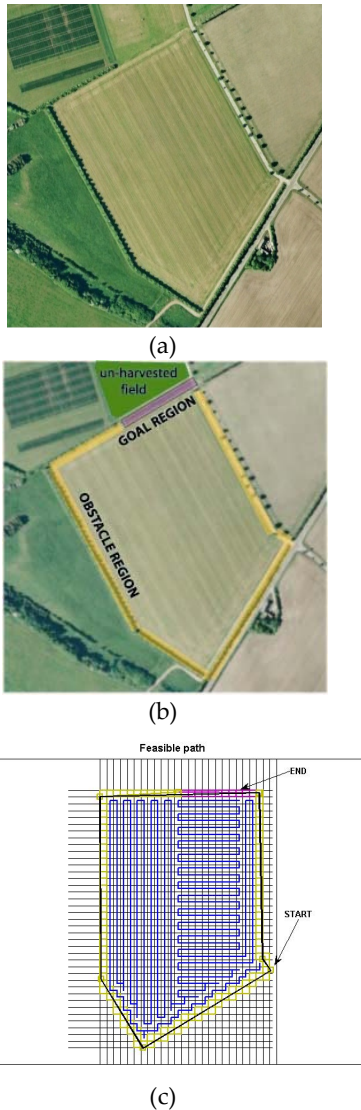 (a)
un-harvested
field
GOAL REGION
OBSTACLE REGION
(b)
Feasible path
END
START
(c)